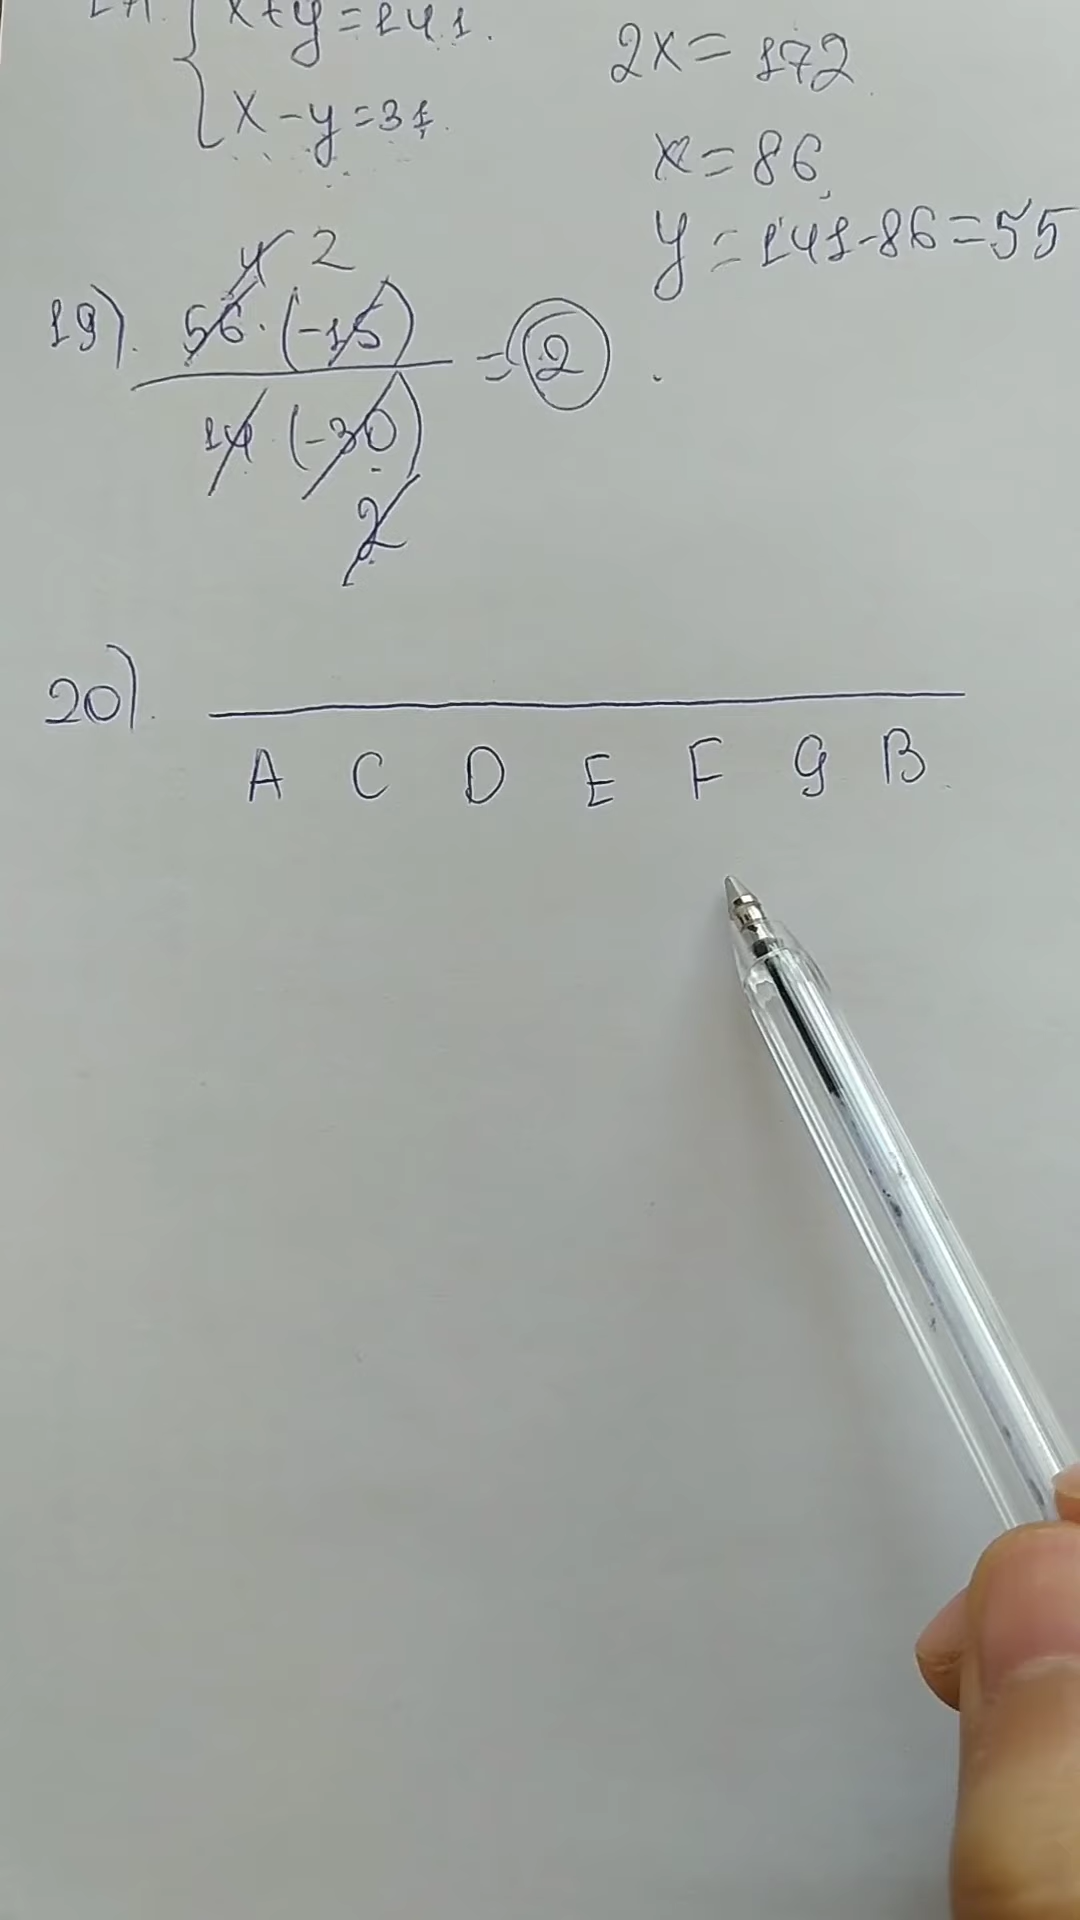 x+y=141.
x-y=31.
2x=172
x=86
y=141-86=55
4 2
19). 56·(-15)
=2
14·(-30)
2
20).
A C D E F G B